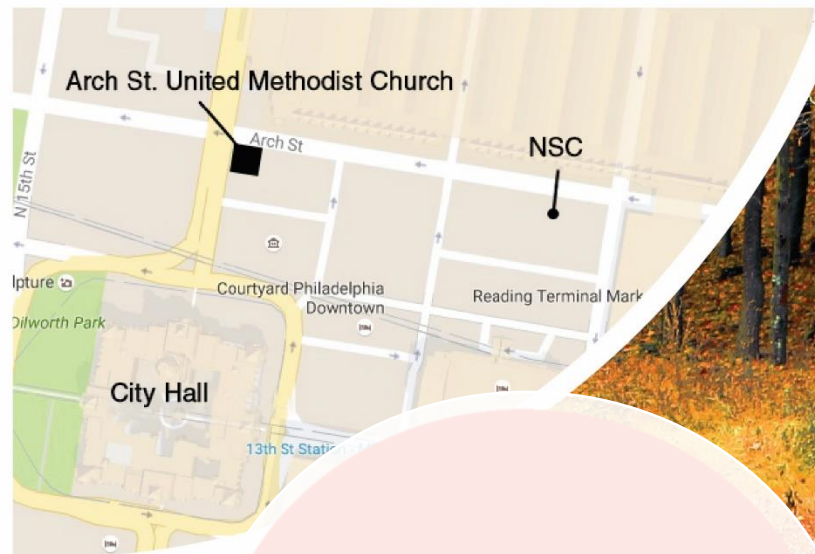 Arch St. United Methodist Church
Arch St
NSC
N 15th St
Courtyard Philadelphia
Downtown
Reading Terminal Mark
lpture
Dilworth Park
City Hall
13th St Station